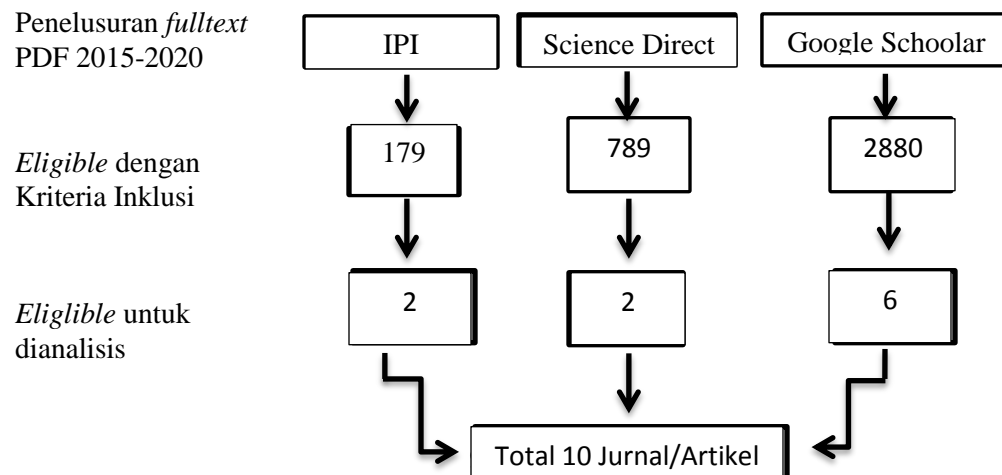 Penelusuran fulltext
PDF 2015-2020
IPI
Science Direct
Google Schoolar
Eligible dengan
Kriteria Inklusi
179
789
2880
Eliglible untuk
dianalisis
2
2
6
Total 10 Jurnal/Artikel